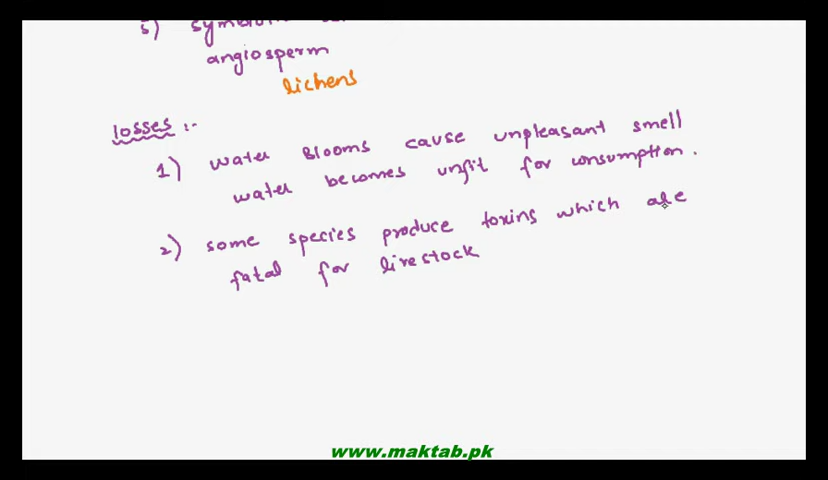 5)
angiosperm
lichens
losses :-
1) water Blooms cause unpleasant smell
water becomes unfit for consumption.
2) some species produce toxins which are
fatal for livestock
www.maktab.pk